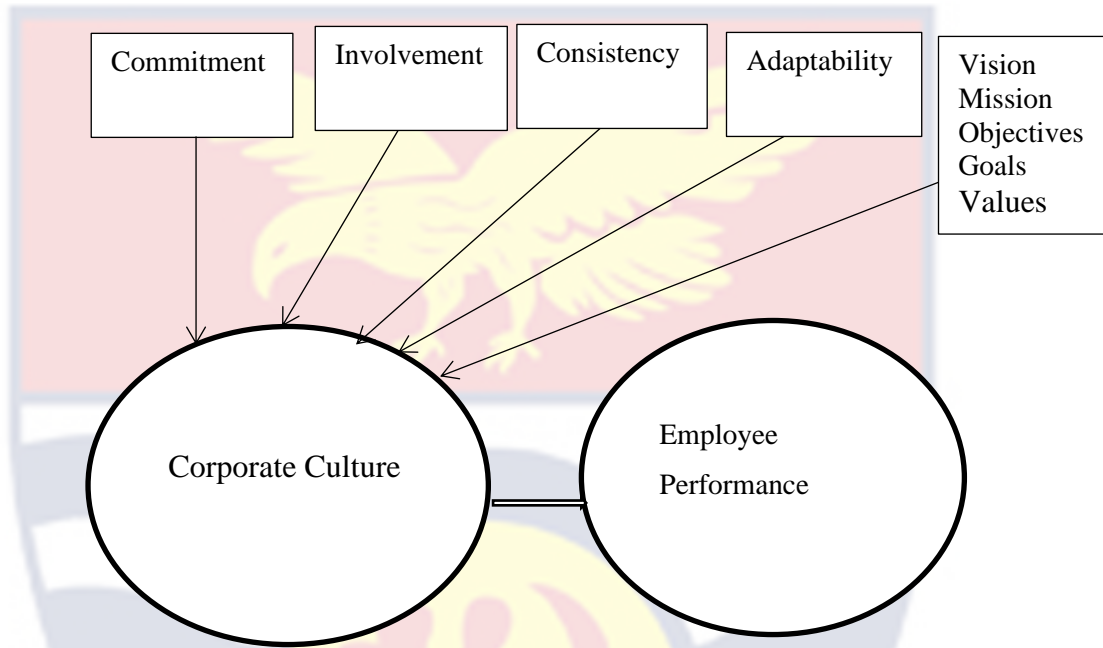 Commitment
Involvement
Consistency
Adaptability
Vision
Mission
Objectives
Goals
Values
Corporate Culture
Employee
Performance